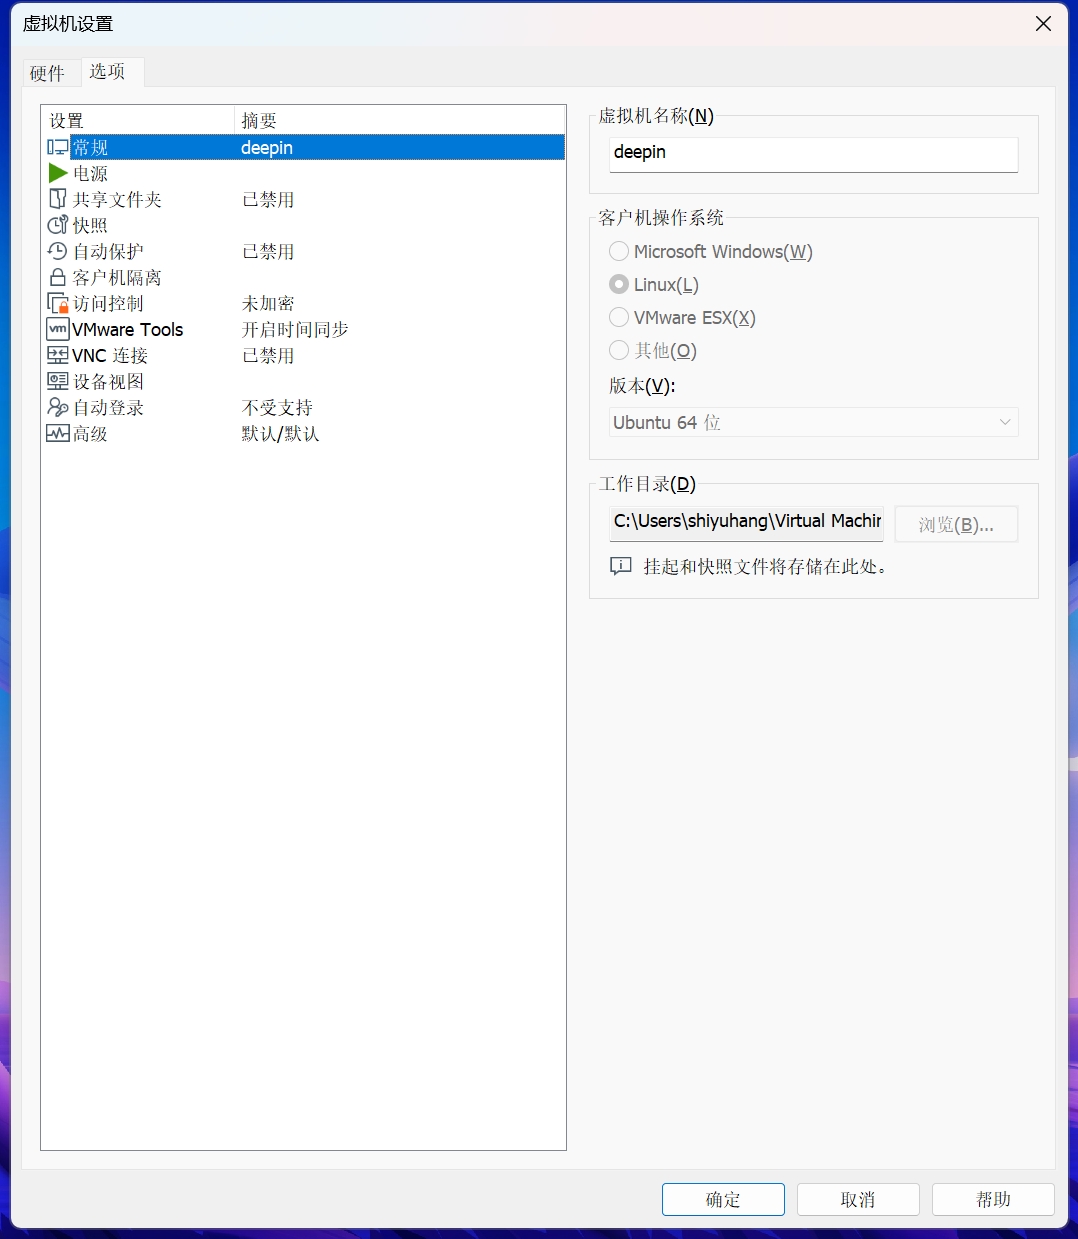 虚拟机设置
硬件 选项
设置 摘要
常规 deepin
电源
共享文件夹 已禁用
快照
自动保护 已禁用
客户机隔离
访问控制 未加密
vm VMware Tools 开启时间同步
VNC 连接 已禁用
设备视图
自动登录 不受支持
高级 默认/默认
虚拟机名称(N)
deepin
客户机操作系统
Microsoft Windows(W)
Linux(L)
VMware ESX(X)
其他(O)
版本(V):
Ubuntu 64 位
工作目录(D)
C:\Users\shiyuhang\Virtual Machin 浏览(B)...
挂起和快照文件将存储在此处。
确定 取消 帮助